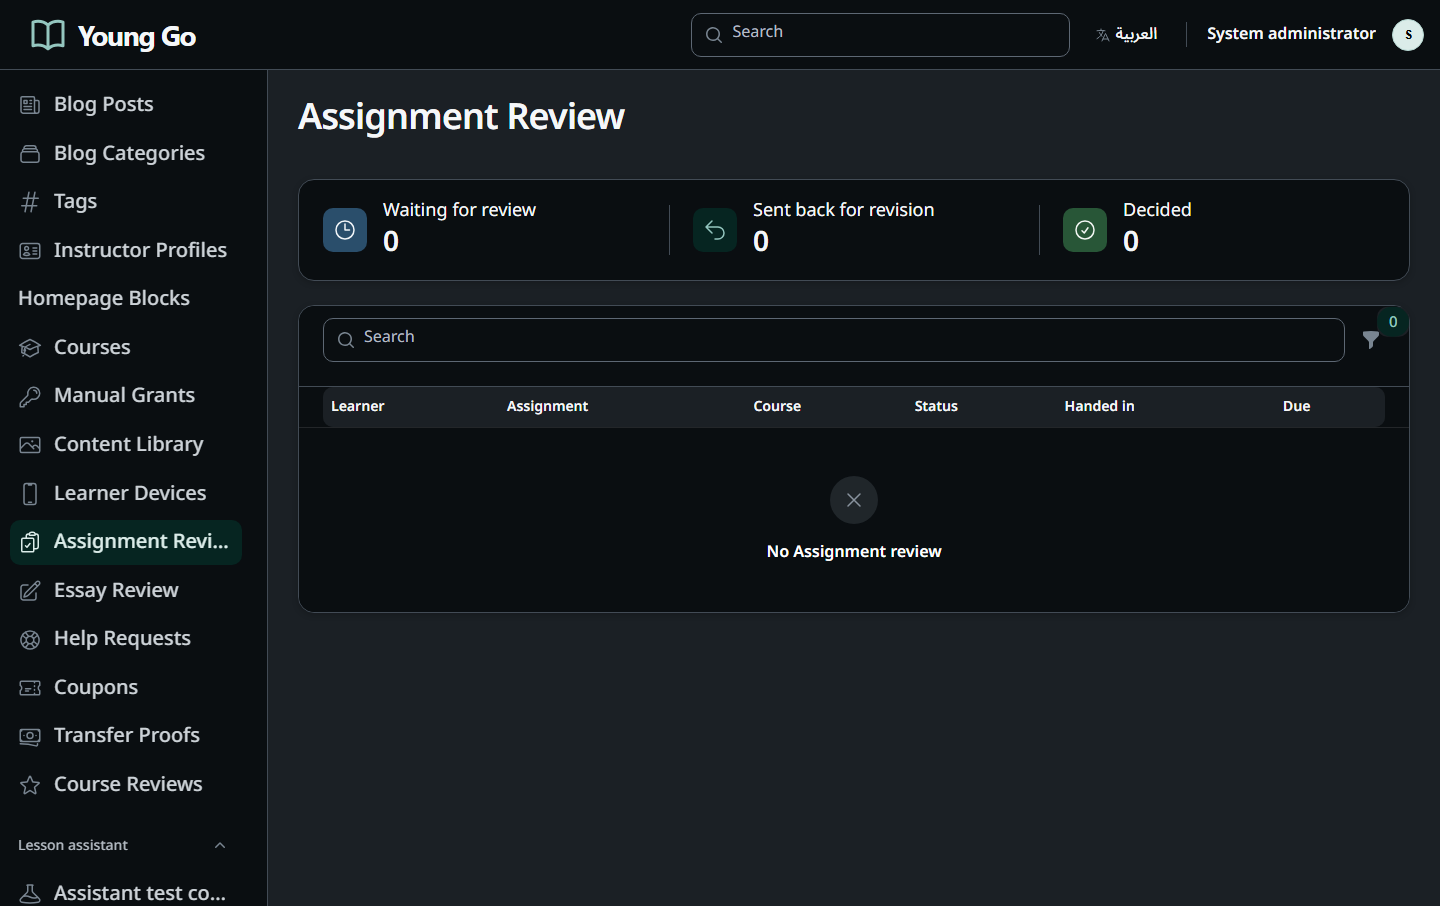 Young Go
Search
العربية
System administrator
S
Blog Posts
Blog Categories
Tags
Instructor Profiles
Homepage Blocks
Courses
Manual Grants
Content Library
Learner Devices
Assignment Revi...
Essay Review
Help Requests
Coupons
Transfer Proofs
Course Reviews
Lesson assistant
Assistant test co...
Assignment Review
Waiting for review
0
Sent back for revision
0
Decided
0
Search
0
Learner Assignment Course Status Handed in Due
No Assignment review